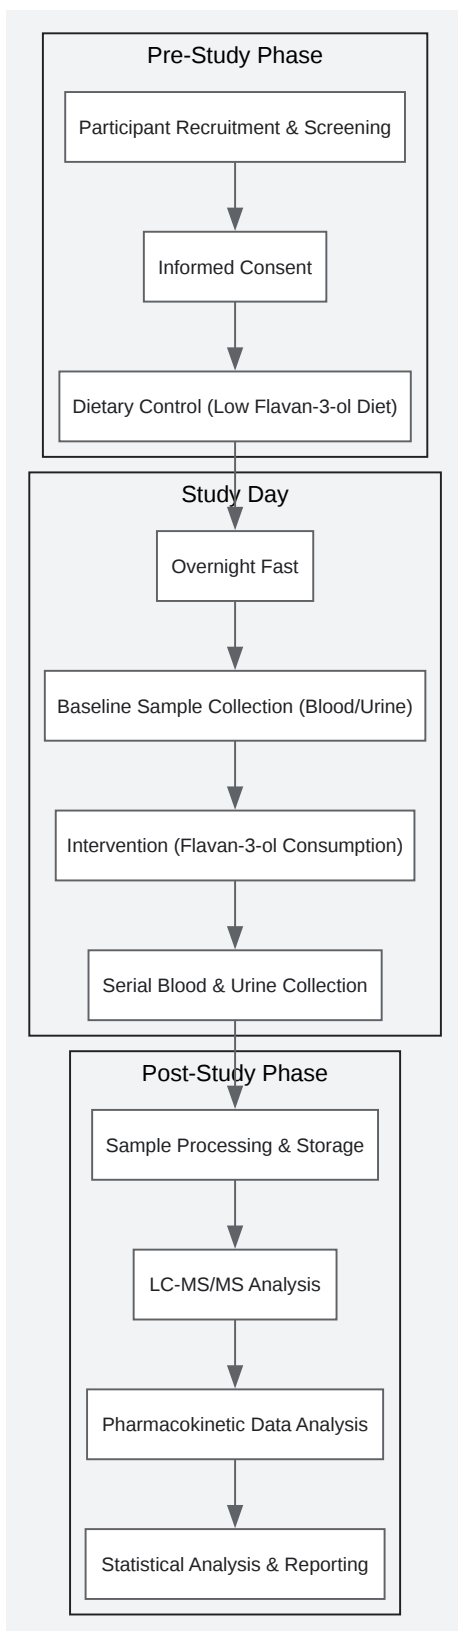 Pre-Study Phase
Participant Recruitment & Screening
Informed Consent
Dietary Control (Low Flavan-3-ol Diet)
Study Day
Overnight Fast
Baseline Sample Collection (Blood/Urine)
Intervention (Flavan-3-ol Consumption)
Serial Blood & Urine Collection
Post-Study Phase
Sample Processing & Storage
LC-MS/MS Analysis
Pharmacokinetic Data Analysis
Statistical Analysis & Reporting